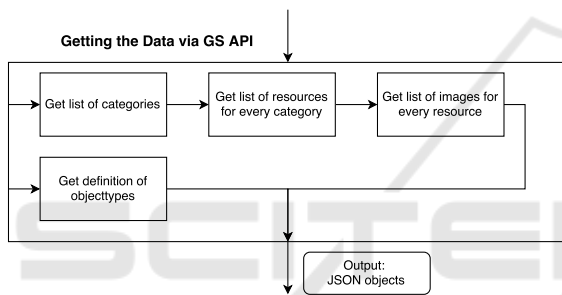 Getting the Data via GS API
Get list of categories
Get list of resources
for every category
Get list of images for
every resource
Get definition of
objecttypes
Output:
JSON objects
SCITE